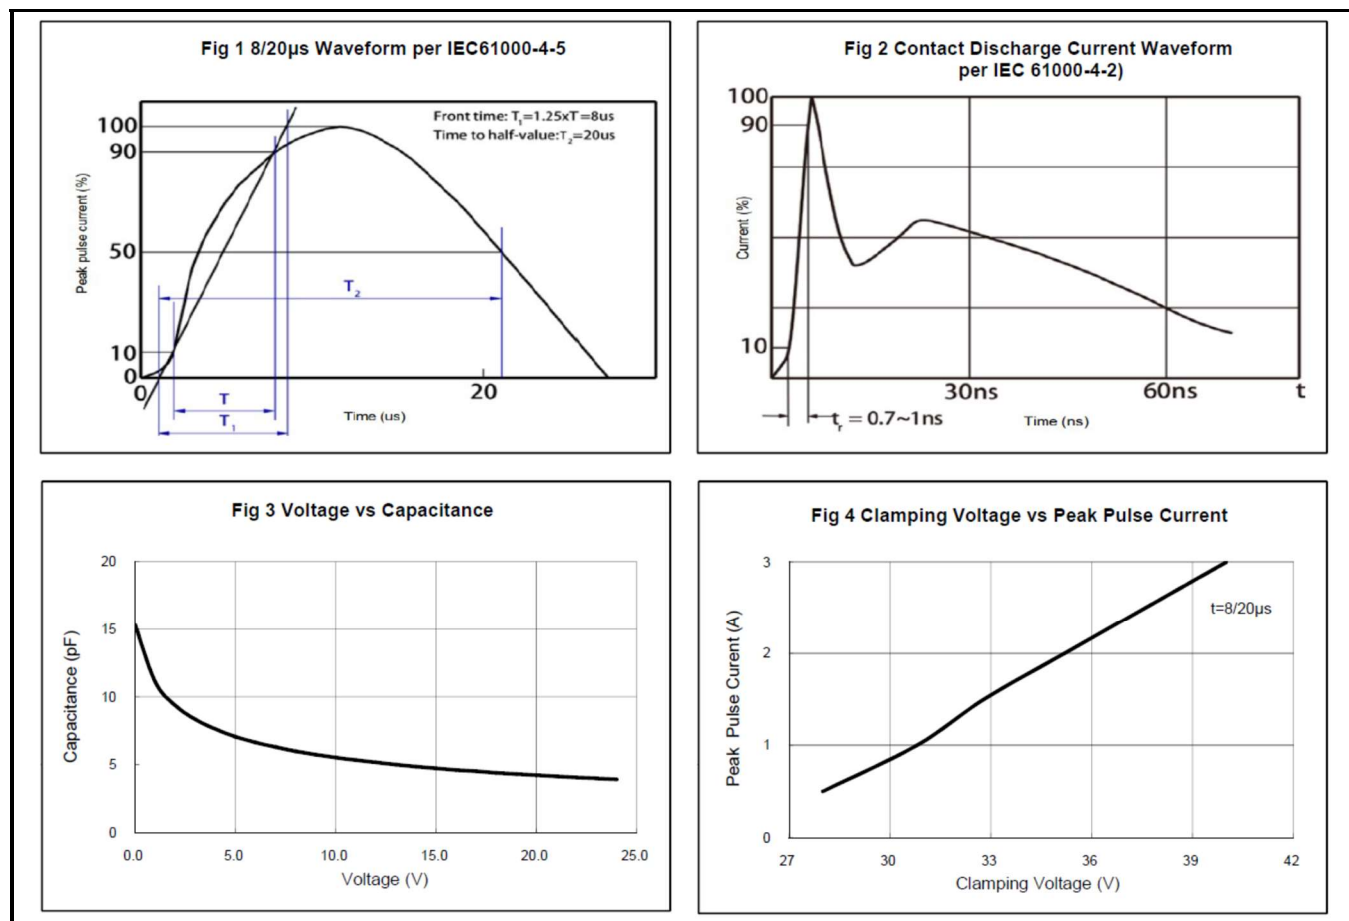 Fig 1 8/20µs Waveform per IEC61000-4-5
Front time: T1=1.25xT=8us
Time to half-value:T2=20us
Peak pulse current (%)
100
90
50
10
0
T2
0
20
T
T1
Time (us)
Fig 2 Contact Discharge Current Waveform
per IEC 61000-4-2)
Current (%)
100
90
10
30ns
60ns
t
tr = 0.7~1ns
Time (ns)
Fig 3 Voltage vs Capacitance
Capacitance (pF)
20
15
10
5
0
0.0
5.0
10.0
15.0
20.0
25.0
Voltage (V)
Fig 4 Clamping Voltage vs Peak Pulse Current
Peak Pulse Current (A)
3
2
1
0
t=8/20µs
27
30
33
36
39
42
Clamping Voltage (V)